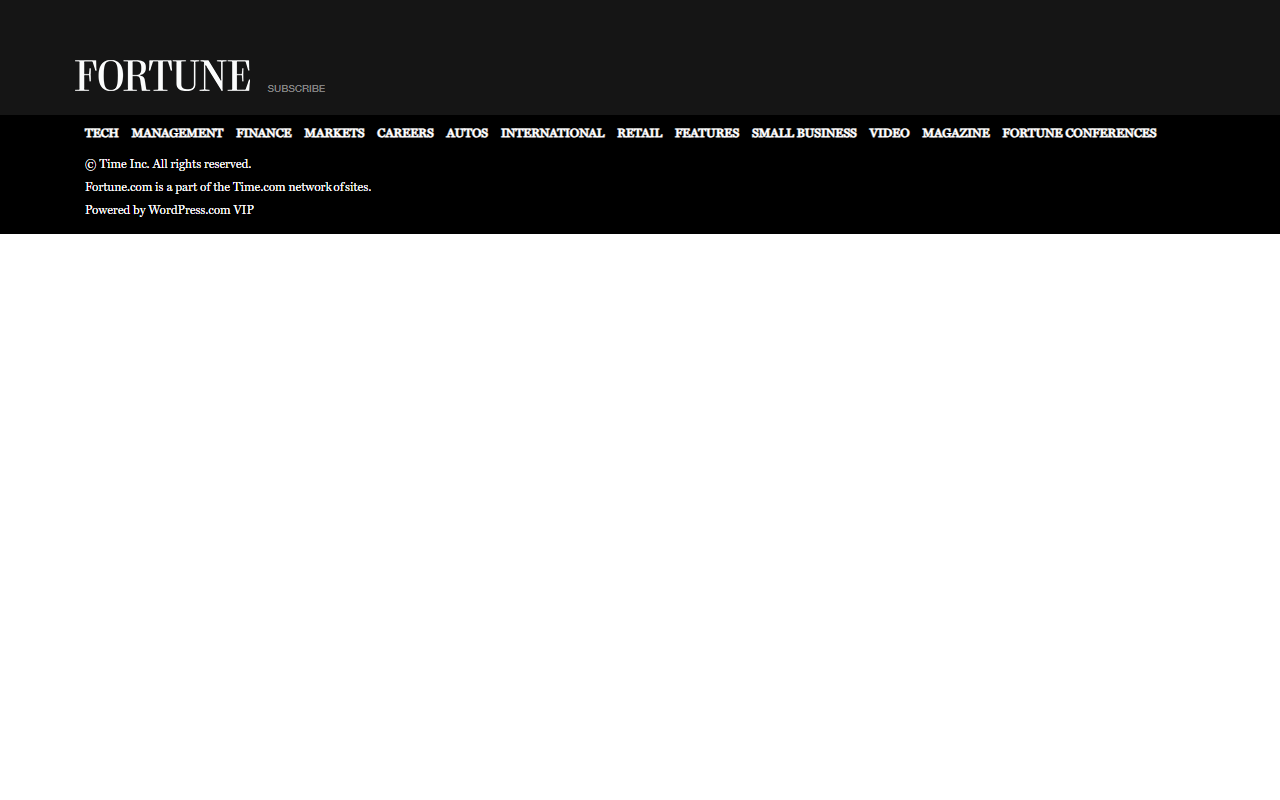 FORTUNE SUBSCRIBE
TECH MANAGEMENT FINANCE MARKETS CAREERS AUTOS INTERNATIONAL RETAIL FEATURES SMALL BUSINESS VIDEO MAGAZINE FORTUNE CONFERENCES
© Time Inc. All rights reserved.
Fortune.com is a part of the Time.com network of sites.
Powered by WordPress.com VIP